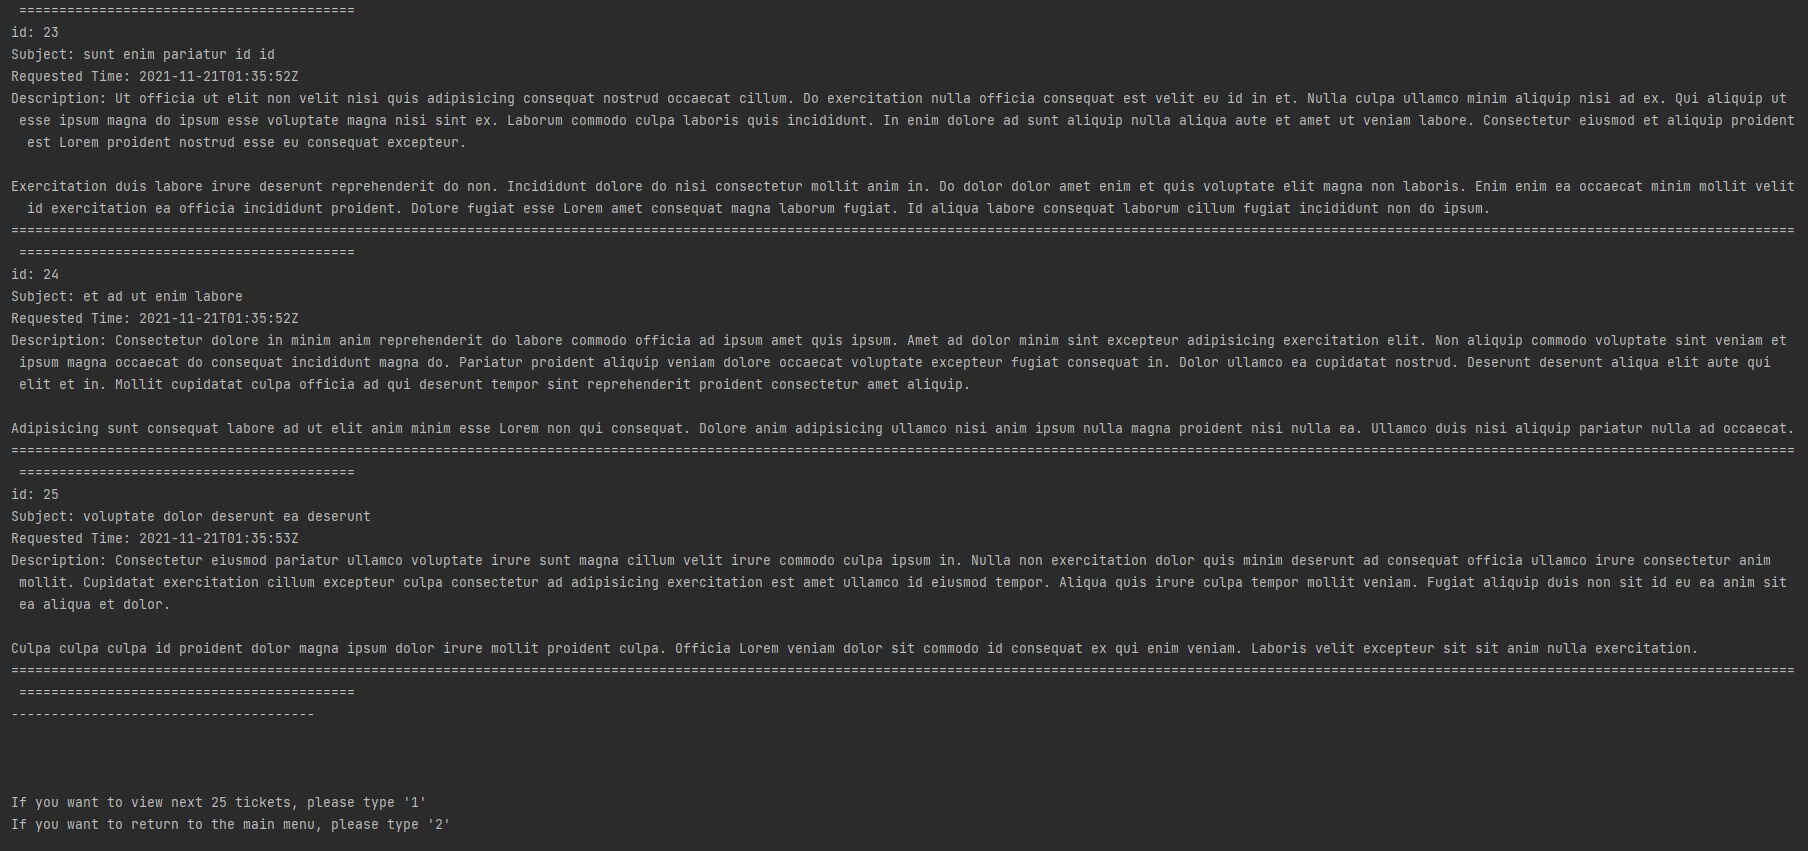 ==========================================
id: 23
Subject: sunt enim pariatur id id
Requested Time: 2021-11-21T01:35:52Z
Description: Ut officia ut elit non velit nisi quis adipisicing consequat nostrud occaecat cillum. Do exercitation nulla officia consequat est velit eu id in et. Nulla culpa ullamco minim aliquip nisi ad ex. Qui aliquip ut
esse ipsum magna do ipsum esse voluptate magna nisi sint ex. Laborum commodo culpa laboris quis incididunt. In enim dolore ad sunt aliquip nulla aliqua aute et amet ut veniam labore. Consectetur eiusmod et aliquip proident
est Lorem proident nostrud esse eu consequat excepteur.
Exercitation duis labore irure deserunt reprehenderit do non. Incididunt dolore do nisi consectetur mollit anim in. Do dolor dolor amet enim et quis voluptate elit magna non laboris. Enim enim ea occaecat minim mollit velit
id exercitation ea officia incididunt proident. Dolore fugiat esse Lorem amet consequat magna laborum fugiat. Id aliqua labore consequat laborum cillum fugiat incididunt non do ipsum.
===============================================================================================================================================================================================================================
==========================================
id: 24
Subject: et ad ut enim labore
Requested Time: 2021-11-21T01:35:52Z
Description: Consectetur dolore in minim anim reprehenderit do labore commodo officia ad ipsum amet quis ipsum. Amet ad dolor minim sint excepteur adipisicing exercitation elit. Non aliquip commodo voluptate sint veniam et
ipsum magna occaecat do consequat incididunt magna do. Pariatur proident aliquip veniam dolore occaecat voluptate excepteur fugiat consequat in. Dolor ullamco ea cupidatat nostrud. Deserunt deserunt aliqua elit aute qui
elit et in. Mollit cupidatat culpa officia ad qui deserunt tempor sint reprehenderit proident consectetur amet aliquip.
Adipisicing sunt consequat labore ad ut elit anim minim esse Lorem non qui consequat. Dolore anim adipisicing ullamco nisi anim ipsum nulla magna proident nisi nulla ea. Ullamco duis nisi aliquip pariatur nulla ad occaecat.
===============================================================================================================================================================================================================================
==========================================
id: 25
Subject: voluptate dolor deserunt ea deserunt
Requested Time: 2021-11-21T01:35:53Z
Description: Consectetur eiusmod pariatur ullamco voluptate irure sunt magna cillum velit irure commodo culpa ipsum in. Nulla non exercitation dolor quis minim deserunt ad consequat officia ullamco irure consectetur anim
mollit. Cupidatat exercitation cillum excepteur culpa consectetur ad adipisicing exercitation est amet ullamco id eiusmod tempor. Aliqua quis irure culpa tempor mollit veniam. Fugiat aliquip duis non sit id eu ea anim sit
ea aliqua et dolor.
Culpa culpa culpa id proident dolor magna ipsum dolor irure mollit proident culpa. Officia Lorem veniam dolor sit commodo id consequat ex qui enim veniam. Laboris velit excepteur sit sit anim nulla exercitation.
===============================================================================================================================================================================================================================
==========================================
--------------------------------------
If you want to view next 25 tickets, please type '1'
If you want to return to the main menu, please type '2'